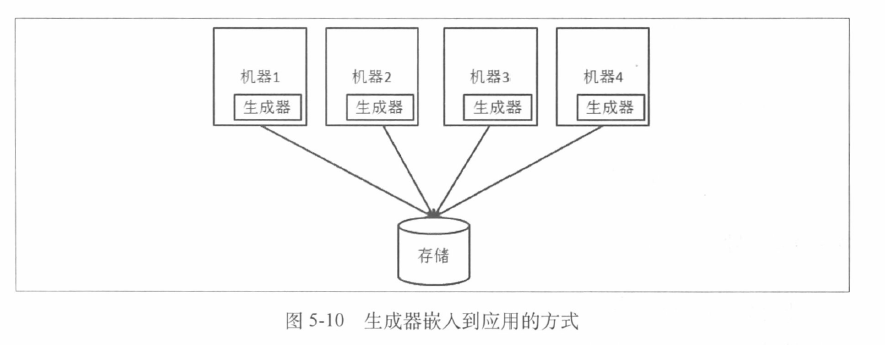 机器1 机器2 机器3 机器4
生成器 生成器 生成器 生成器
存储
图 5-10 生成器嵌入到应用的方式